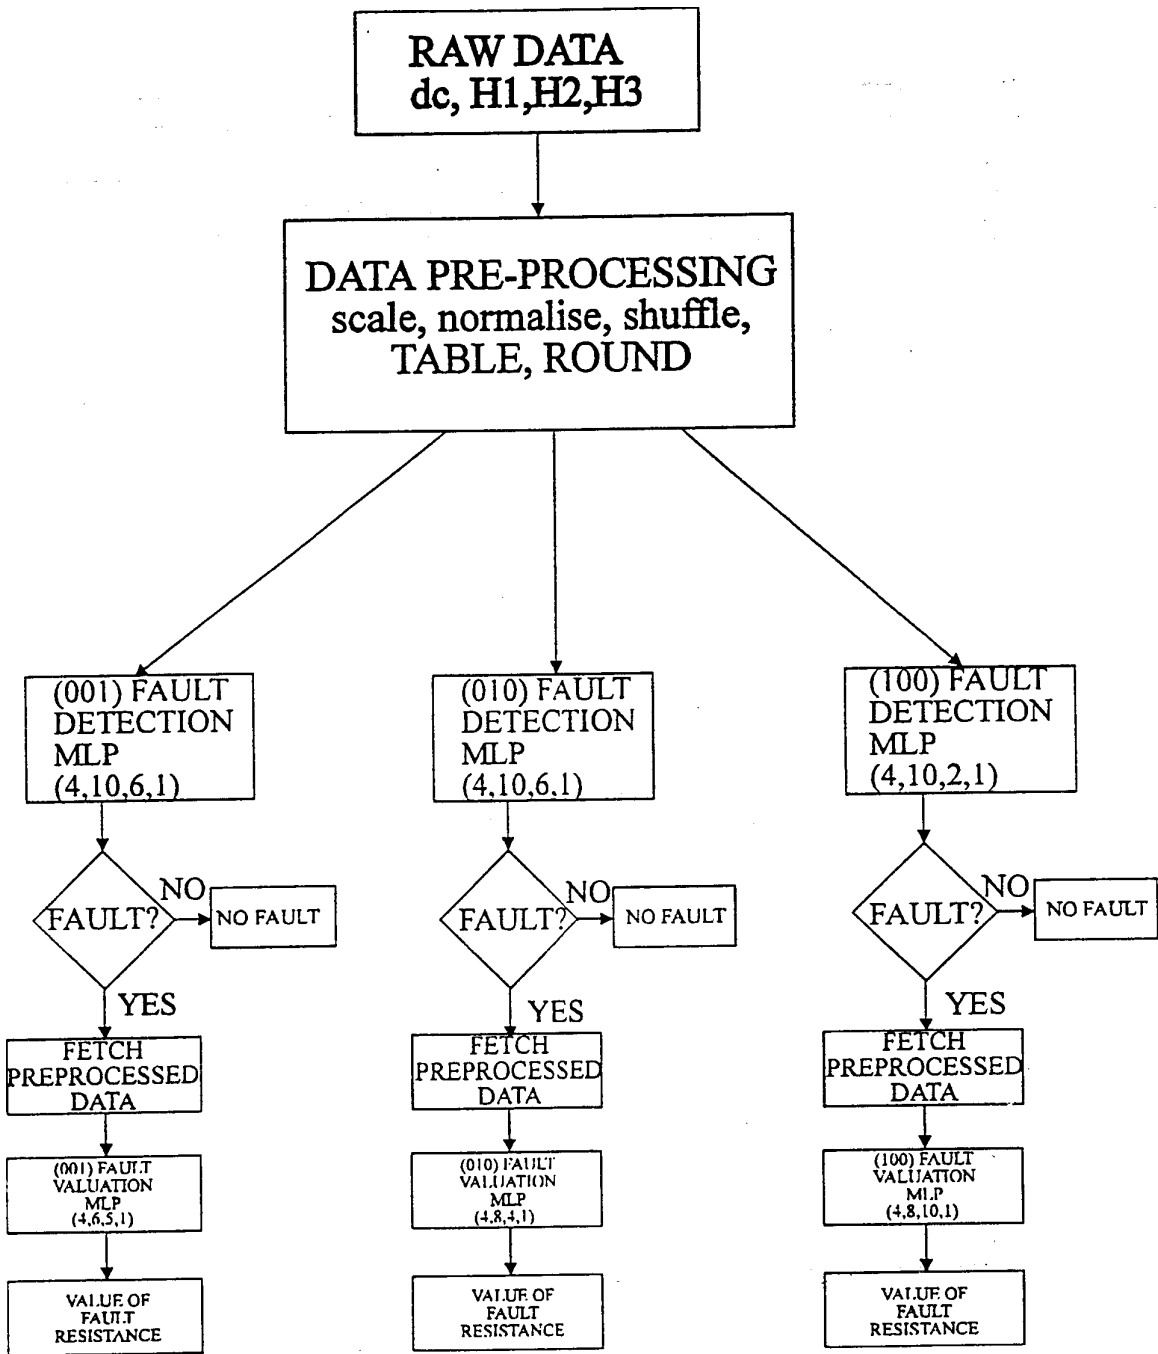 RAW DATA
dc, H1,H2,H3
DATA PRE-PROCESSING
scale, normalise, shuffle,
TABLE, ROUND
(001) FAULT
DETECTION
MLP
(4,10,6,1)
FAULT?
NO
NO FAULT
YES
FETCH
PREPROCESSED
DATA
(001) FAULT
VALUATION
MLP
(4,6,5,1)
VALUE OF
FAULT
RESISTANCE
(010) FAULT
DETECTION
MLP
(4,10,6,1)
FAULT?
NO
NO FAULT
YES
FETCH
PREPROCESSED
DATA
(010) FAULT
VALUATION
MLP
(4,8,4,1)
VALUE OF
FAULT
RESISTANCE
(100) FAULT
DETECTION
MLP
(4,10,2,1)
FAULT?
NO
NO FAULT
YES
FETCH
PREPROCESSED
DATA
(100) FAULT
VALUATION
MLP
(4,8,10,1)
VALUE OF
FAULT
RESISTANCE